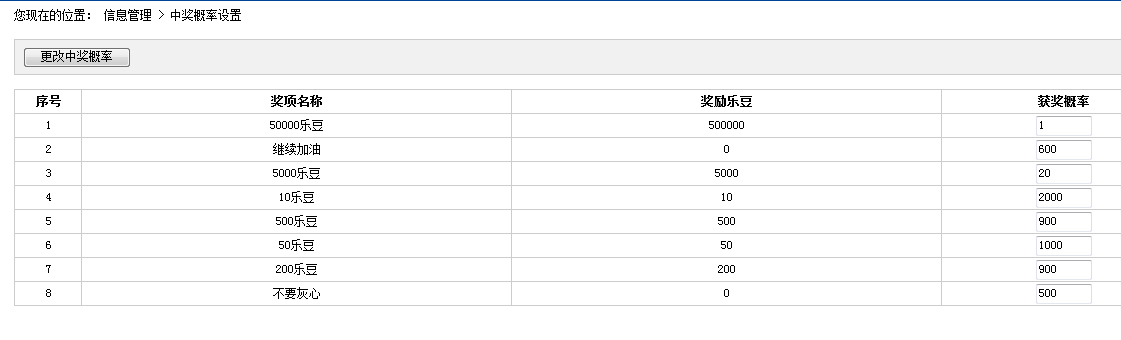 您现在的位置： 信息管理 > 中奖概率设置
更改中奖概率
序号 奖项名称 奖励乐豆 获奖概率
1 50000乐豆 500000 1
2 继续加油 0 600
3 5000乐豆 5000 20
4 10乐豆 10 2000
5 500乐豆 500 900
6 50乐豆 50 1000
7 200乐豆 200 900
8 不要灰心 0 500